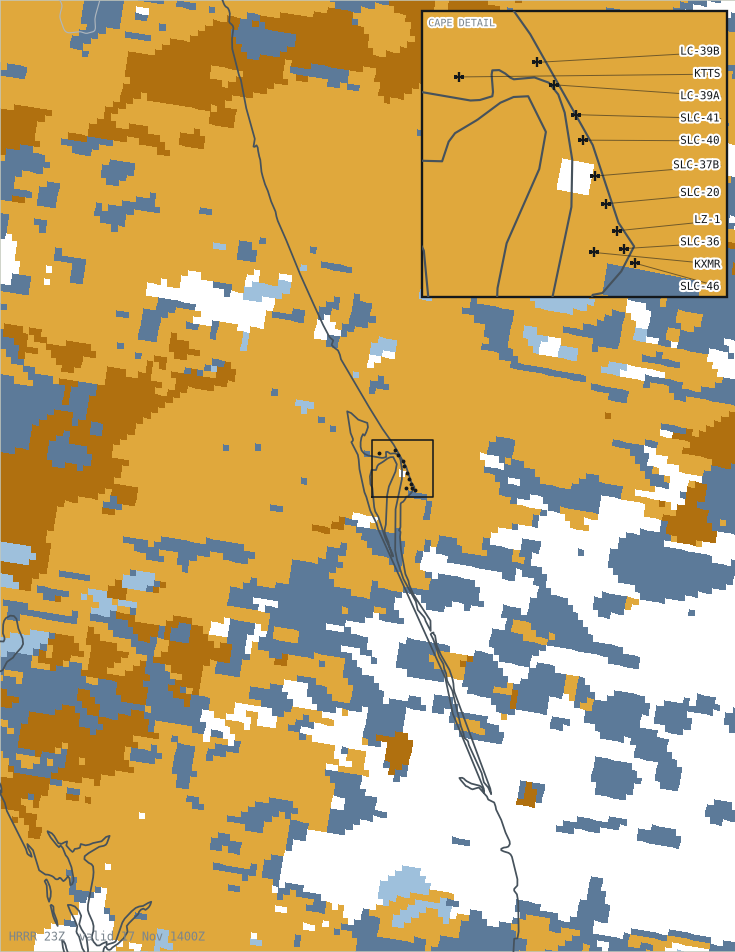 CAPE DETAIL
LC-39B
KTTS
LC-39A
SLC-41
SLC-40
SLC-37B
SLC-20
LZ-1
SLC-36
KXMR
SLC-46
HRRR 23Z valid 27 Nov 1400Z